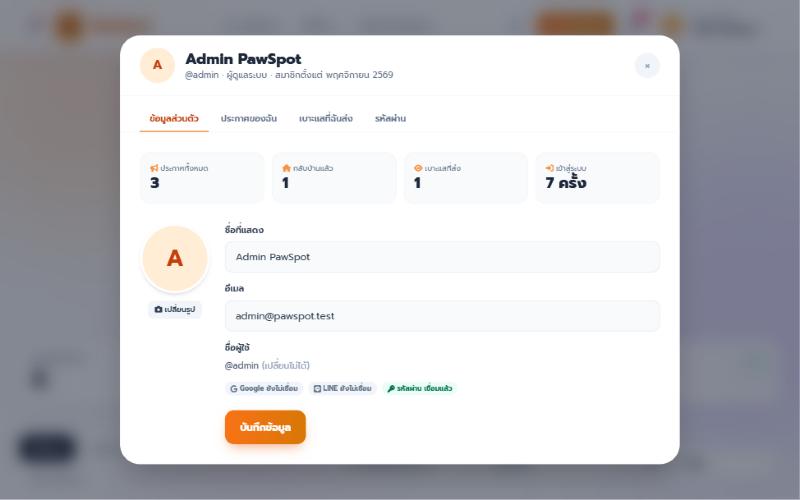 A
Admin PawSpot
@admin · ผู้ดูแลระบบ · สมาชิกตั้งแต่ พฤศจิกายน 2569
×
ข้อมูลส่วนตัว ประกาศของฉัน เบาะแสที่ฉันส่ง รหัสผ่าน
ประกาศทั้งหมด กลับบ้านแล้ว เบาะแสที่ส่ง เข้าสู่ระบบ
3 1 1 7 ครั้ง
ชื่อที่แสดง
A
Admin PawSpot
อีเมล
เปลี่ยนรูป
admin@pawspot.test
ชื่อผู้ใช้
@admin (เปลี่ยนไม่ได้)
Google ยังไม่เชื่อม LINE ยังไม่เชื่อม รหัสผ่าน เชื่อมแล้ว
บันทึกข้อมูล